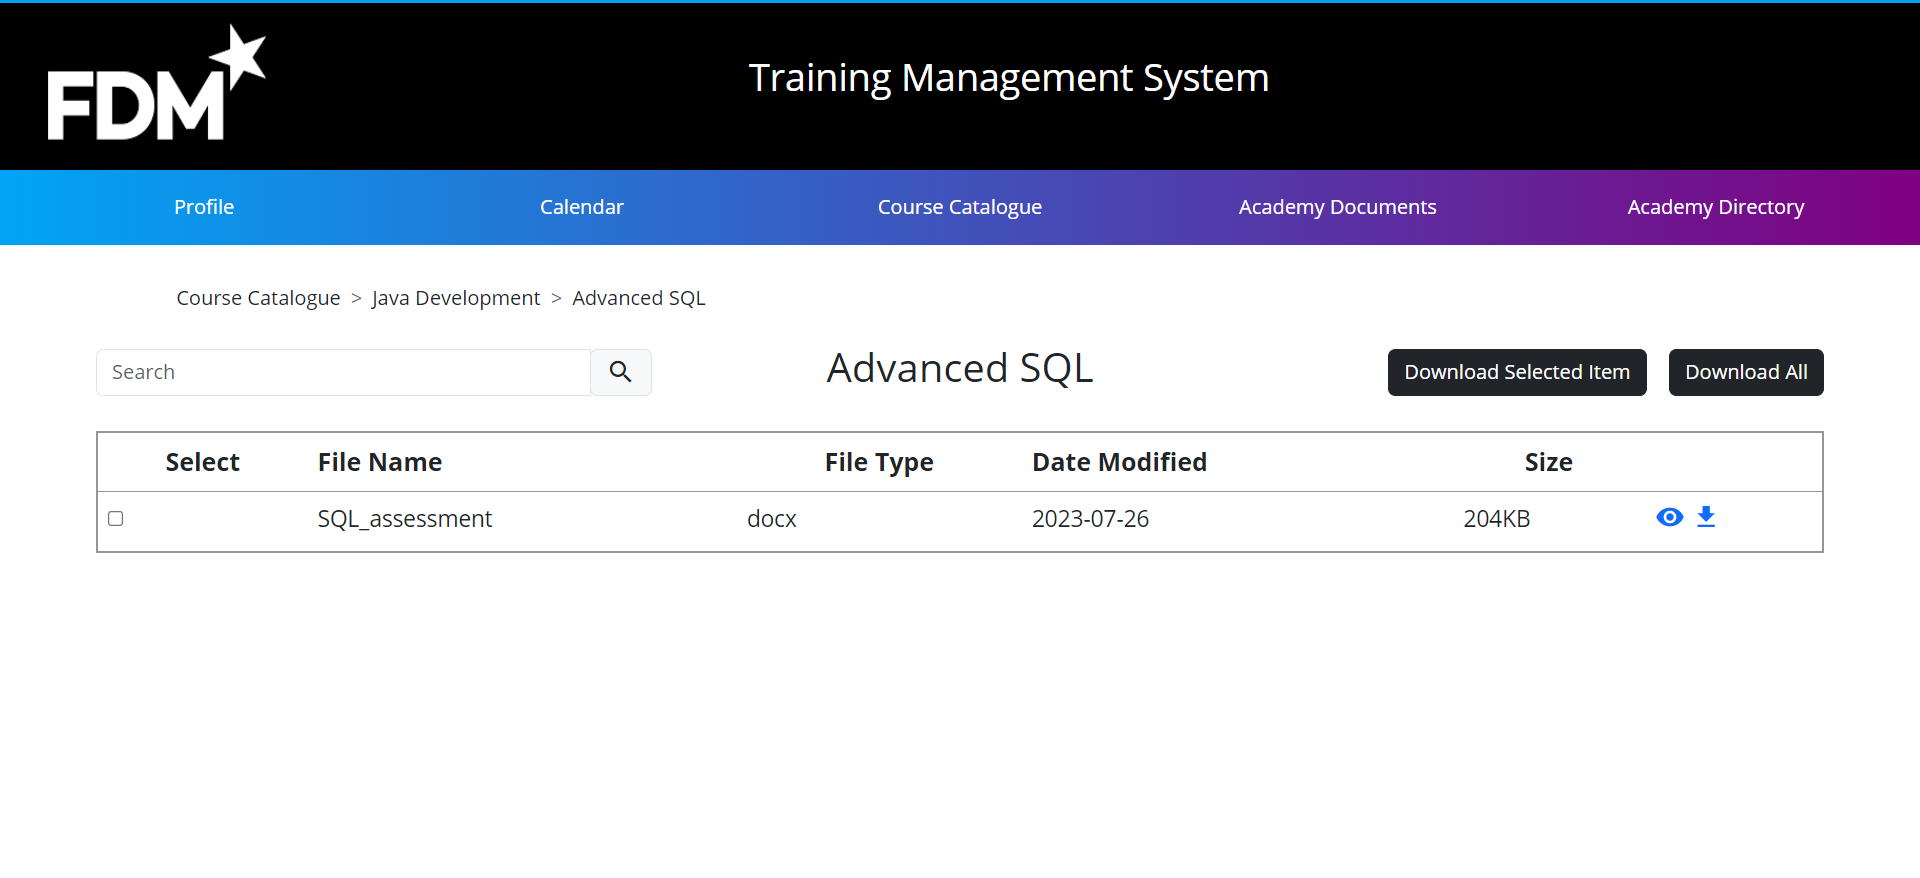 FDM
Training Management System
Profile Calendar Course Catalogue Academy Documents Academy Directory
Course Catalogue > Java Development > Advanced SQL
Search Advanced SQL Download Selected Item Download All
Select File Name File Type Date Modified Size
SQL_assessment docx 2023-07-26 204KB